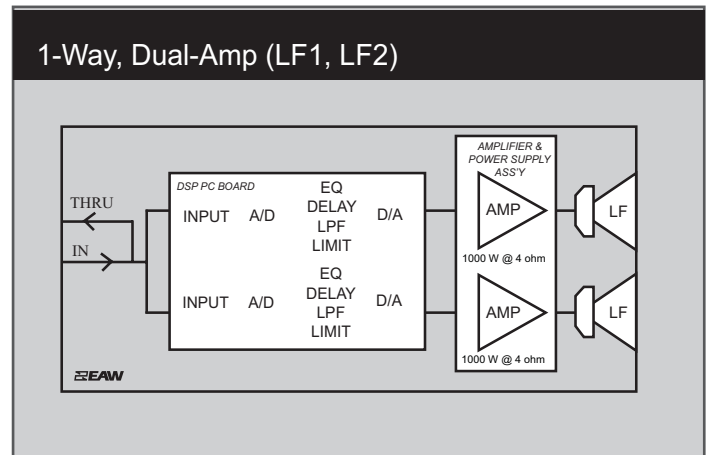 1-Way, Dual-Amp (LF1, LF2)
AMPLIFIER &
POWER SUPPLY
ASS'Y
DSP PC BOARD
THRU
IN
INPUT A/D
EQ
DELAY
LPF
LIMIT
D/A
AMP
LF
1000 W @ 4 ohm
INPUT A/D
EQ
DELAY
LPF
LIMIT
D/A
AMP
LF
1000 W @ 4 ohm
EAW